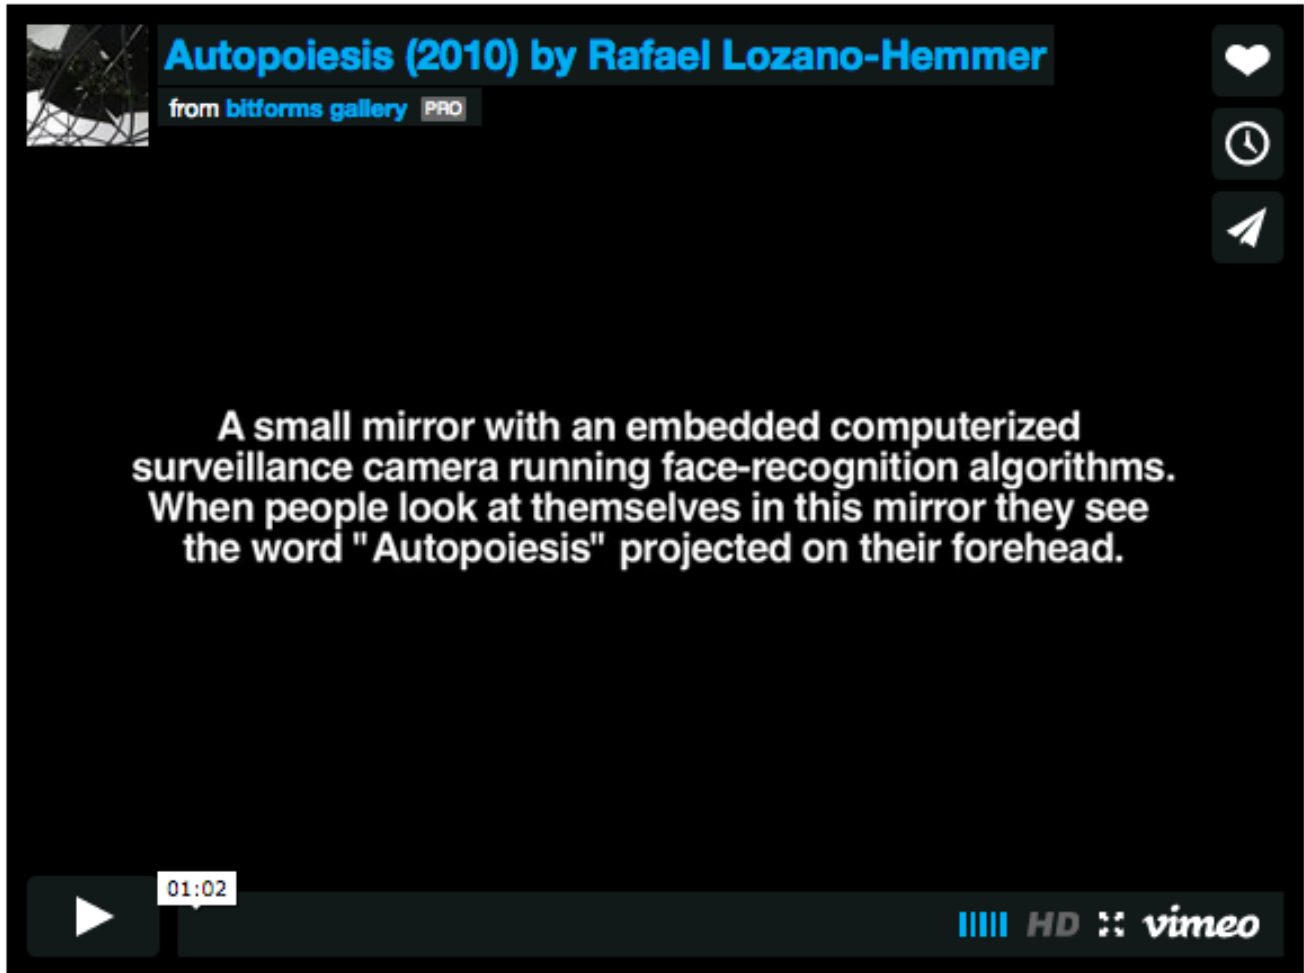 Autopoiesis (2010) by Rafael Lozano-Hemmer
from bitforms gallery PRO
A small mirror with an embedded computerized
surveillance camera running face-recognition algorithms.
When people look at themselves in this mirror they see
the word "Autopoiesis" projected on their forehead.
01:02
HD vimeo